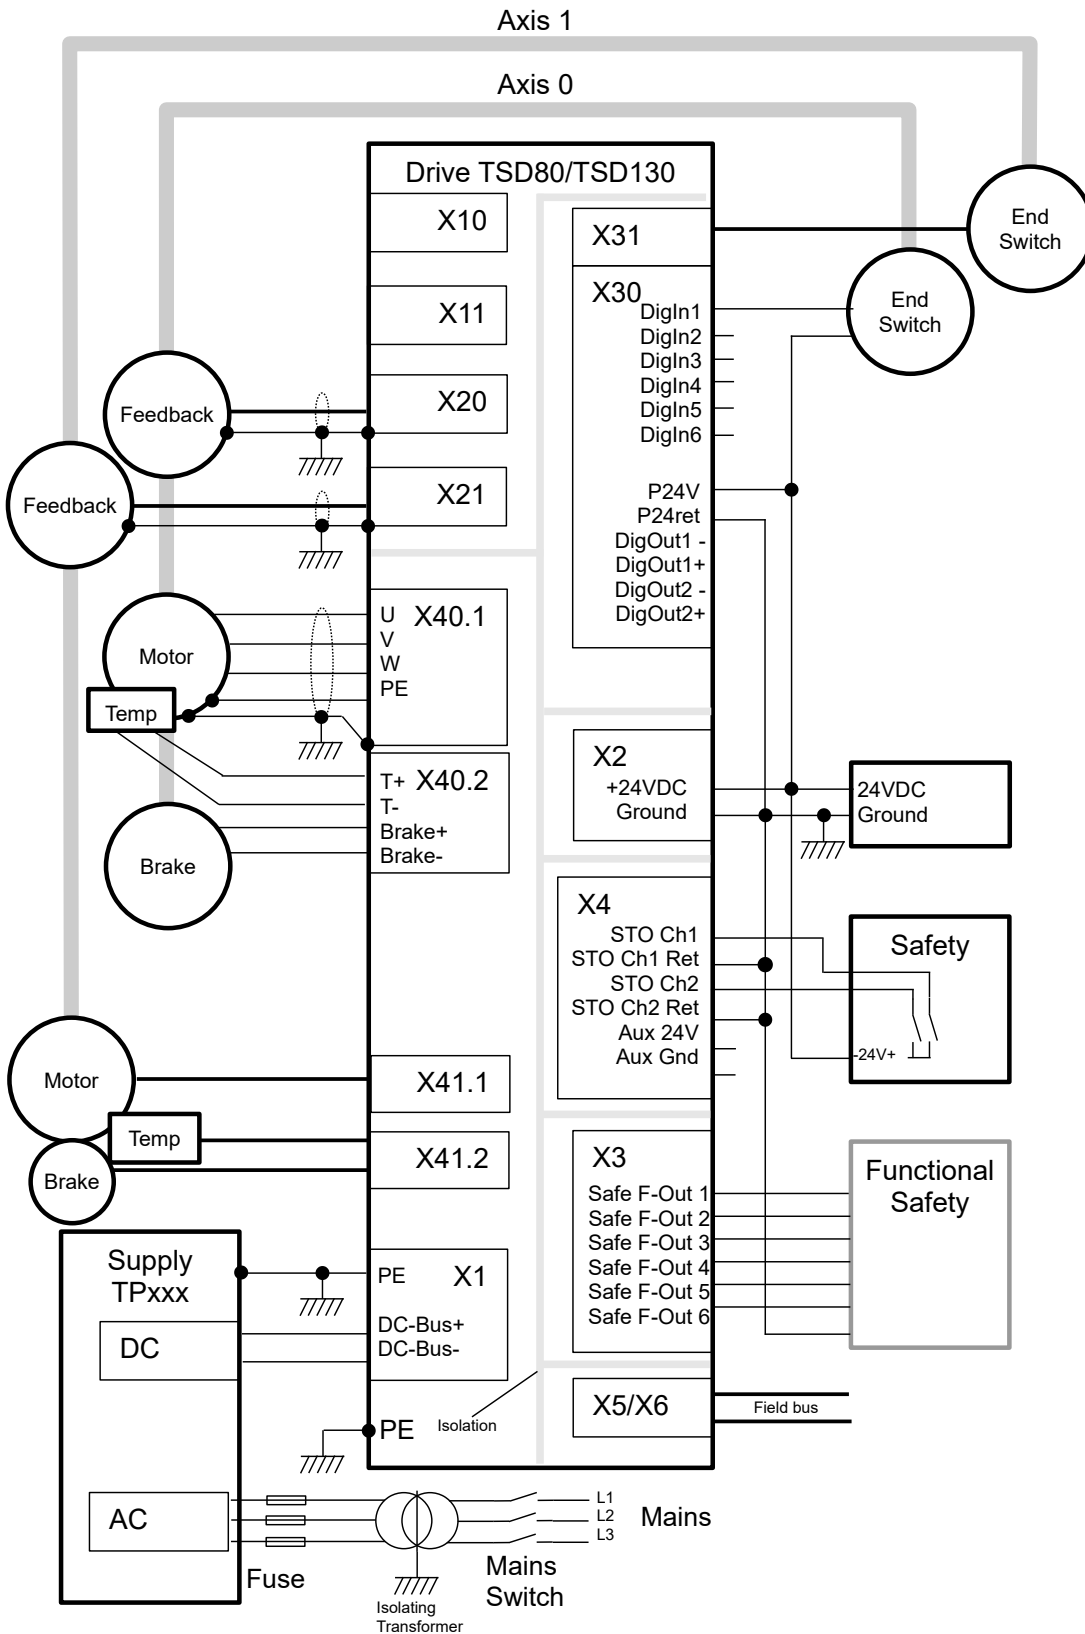 Axis 1
Axis 0
Drive TSD80/TSD130
X10
X11
X20
X21
Feedback
Feedback
X31
X30
DigIn1
DigIn2
DigIn3
DigIn4
DigIn5
DigIn6
P24V
P24ret
DigOut1 -
DigOut1+
DigOut2 -
DigOut2+
End
Switch
End
Switch
X40.1
U
V
W
PE
Motor
Temp
X40.2
T+
T-
Brake+
Brake-
Brake
X2
+24VDC
Ground
24VDC
Ground
X4
STO Ch1
STO Ch1 Ret
STO Ch2
STO Ch2 Ret
Aux 24V
Aux Gnd
Safety
-24V+
Motor
X41.1
Temp
X41.2
Brake
X3
Safe F-Out 1
Safe F-Out 2
Safe F-Out 3
Safe F-Out 4
Safe F-Out 5
Safe F-Out 6
Functional
Safety
Supply
TPxxx
DC
AC
PE
X1
DC-Bus+
DC-Bus-
PE
Isolation
X5/X6
Field bus
L1
L2
L3
Mains
Fuse
Mains
Switch
Isolating
Transformer